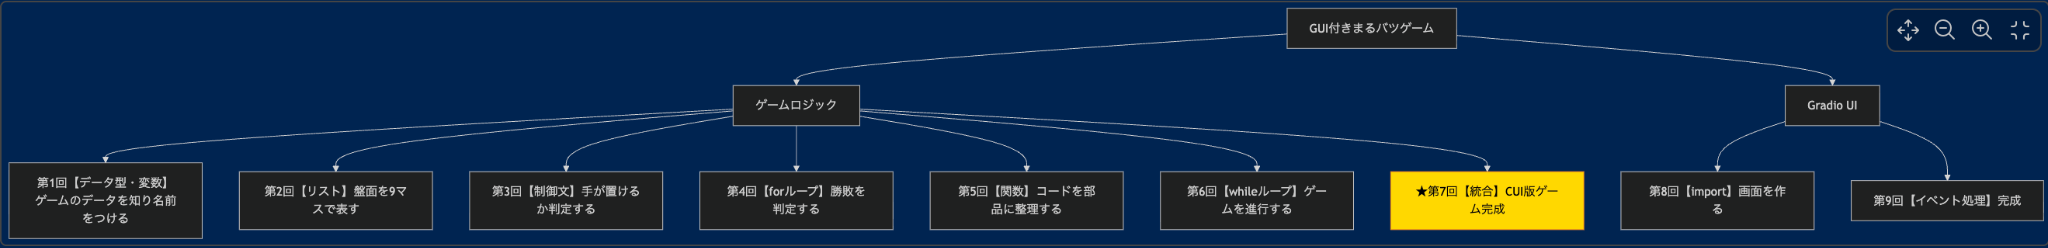 GUI付きまるバツゲーム
ゲームロジック
Gradio UI
第1回【データ型・変数】
ゲームのデータを知り名前
をつける
第2回【リスト】盤面を9マ
スで表す
第3回【制御文】手が置ける
か判定する
第4回【forループ】勝敗を
判定する
第5回【関数】コードを部
品に整理する
第6回【whileループ】ゲー
ムを進行する
★第7回【統合】CUI版ゲー
ム完成
第8回【import】画面を作
る
第9回【イベント処理】完成